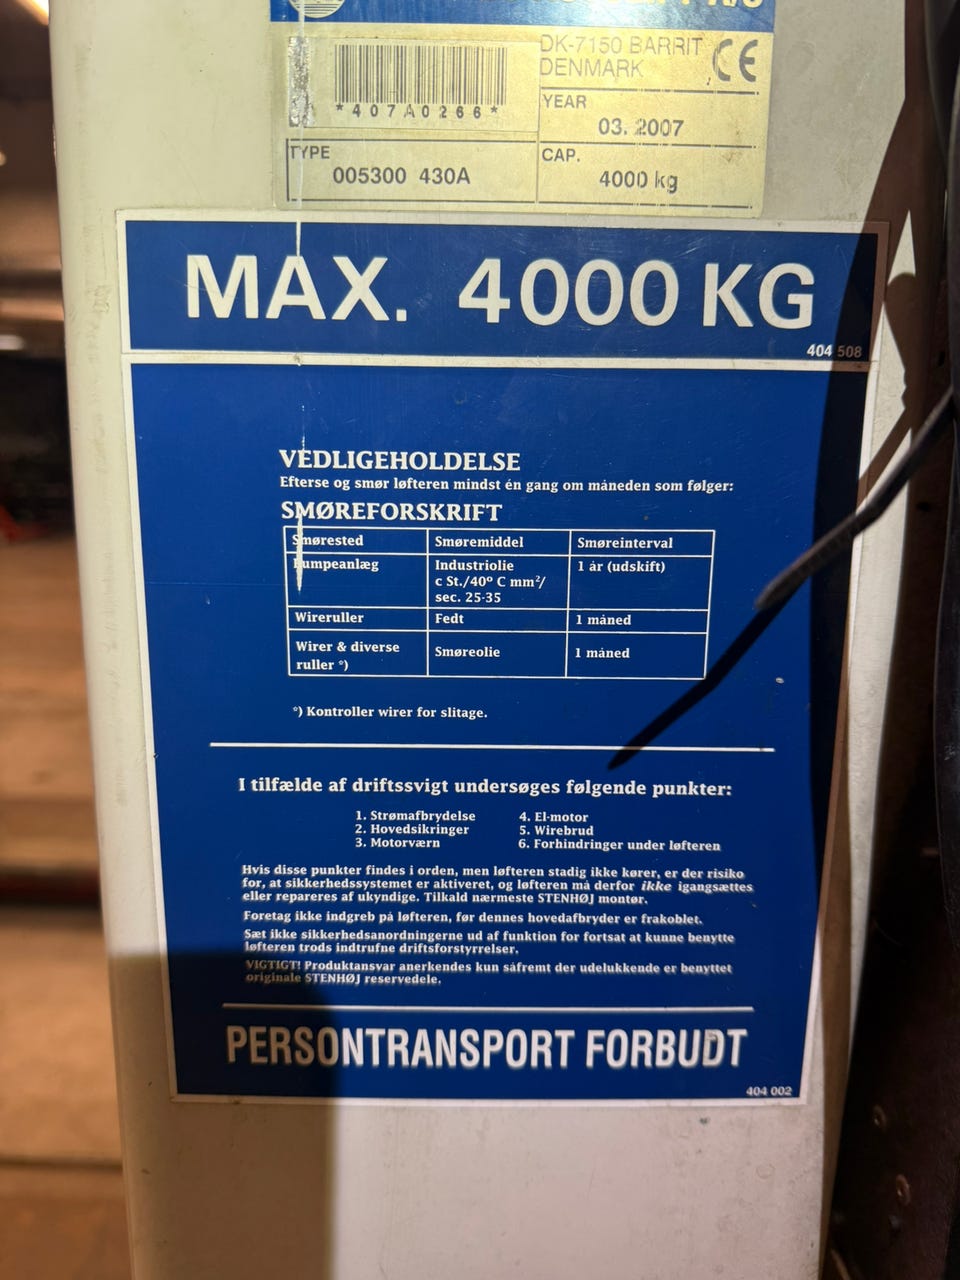 DK-7150 BARRIT
DENMARK
CE
*407A0266*
YEAR
03. 2007
TYPE
005300 430A
CAP.
4000 kg
MAX. 4000 KG
404 508
VEDLIGEHOLDELSE
Efterse og smør løfteren mindst én gang om måneden som følger:
SMØREFORSKRIFT
Smørested Smøremiddel Smøreinterval
Pumpeanlæg Industriolie 1 år (udskift)
c St./40º C mm²/
sec. 25-35
Wireruller Fedt 1 måned
Wirer & diverse
ruller *) Smøreolie 1 måned
*) Kontroller wirer for slitage.
I tilfælde af driftssvigt undersøges følgende punkter:
1. Strømafbrydelse 4. El-motor
2. Hovedsikringer 5. Wirebrud
3. Motorværn 6. Forhindringer under løfteren
Hvis disse punkter findes i orden, men løfteren stadig ikke kører, er der risiko
for, at sikkerhedssystemet er aktiveret, og løfteren må derfor ikke igangsættes
eller repareres af ukyndige. Tilkald nærmeste STENHØJ montør.
Foretag ikke indgreb på løfteren, før dennes hovedafbryder er frakoblet.
Sæt ikke sikkerhedsanordningerne ud af funktion for fortsat at kunne benytte
løfteren trods indtrufne driftsforstyrrelser.
VIGTIGT! Produktansvar anerkendes kun såfremt der udelukkende er benyttet
originale STENHØJ reservedele.
PERSONTRANSPORT FORBUDT
404 002